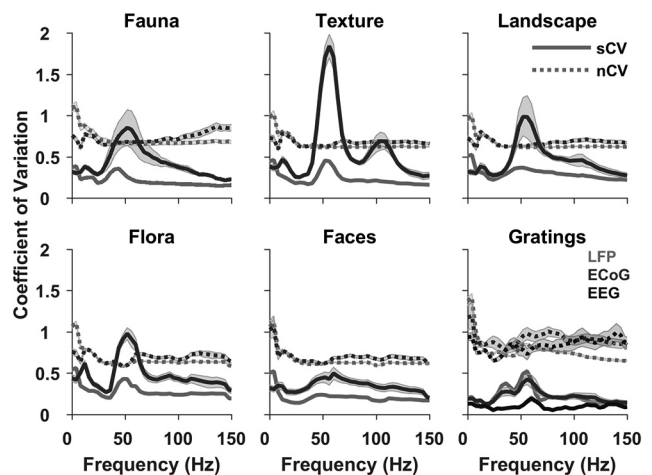 Fauna Texture Landscape
sCV
nCV
Coefficient of Variation
2
1.5
1
0.5
0
Flora Faces Gratings
LFP
ECoG
EEG
2
1.5
1
0.5
0
0 50 100 150 0 50 100 150 0 50 100 150
Frequency (Hz) Frequency (Hz) Frequency (Hz)